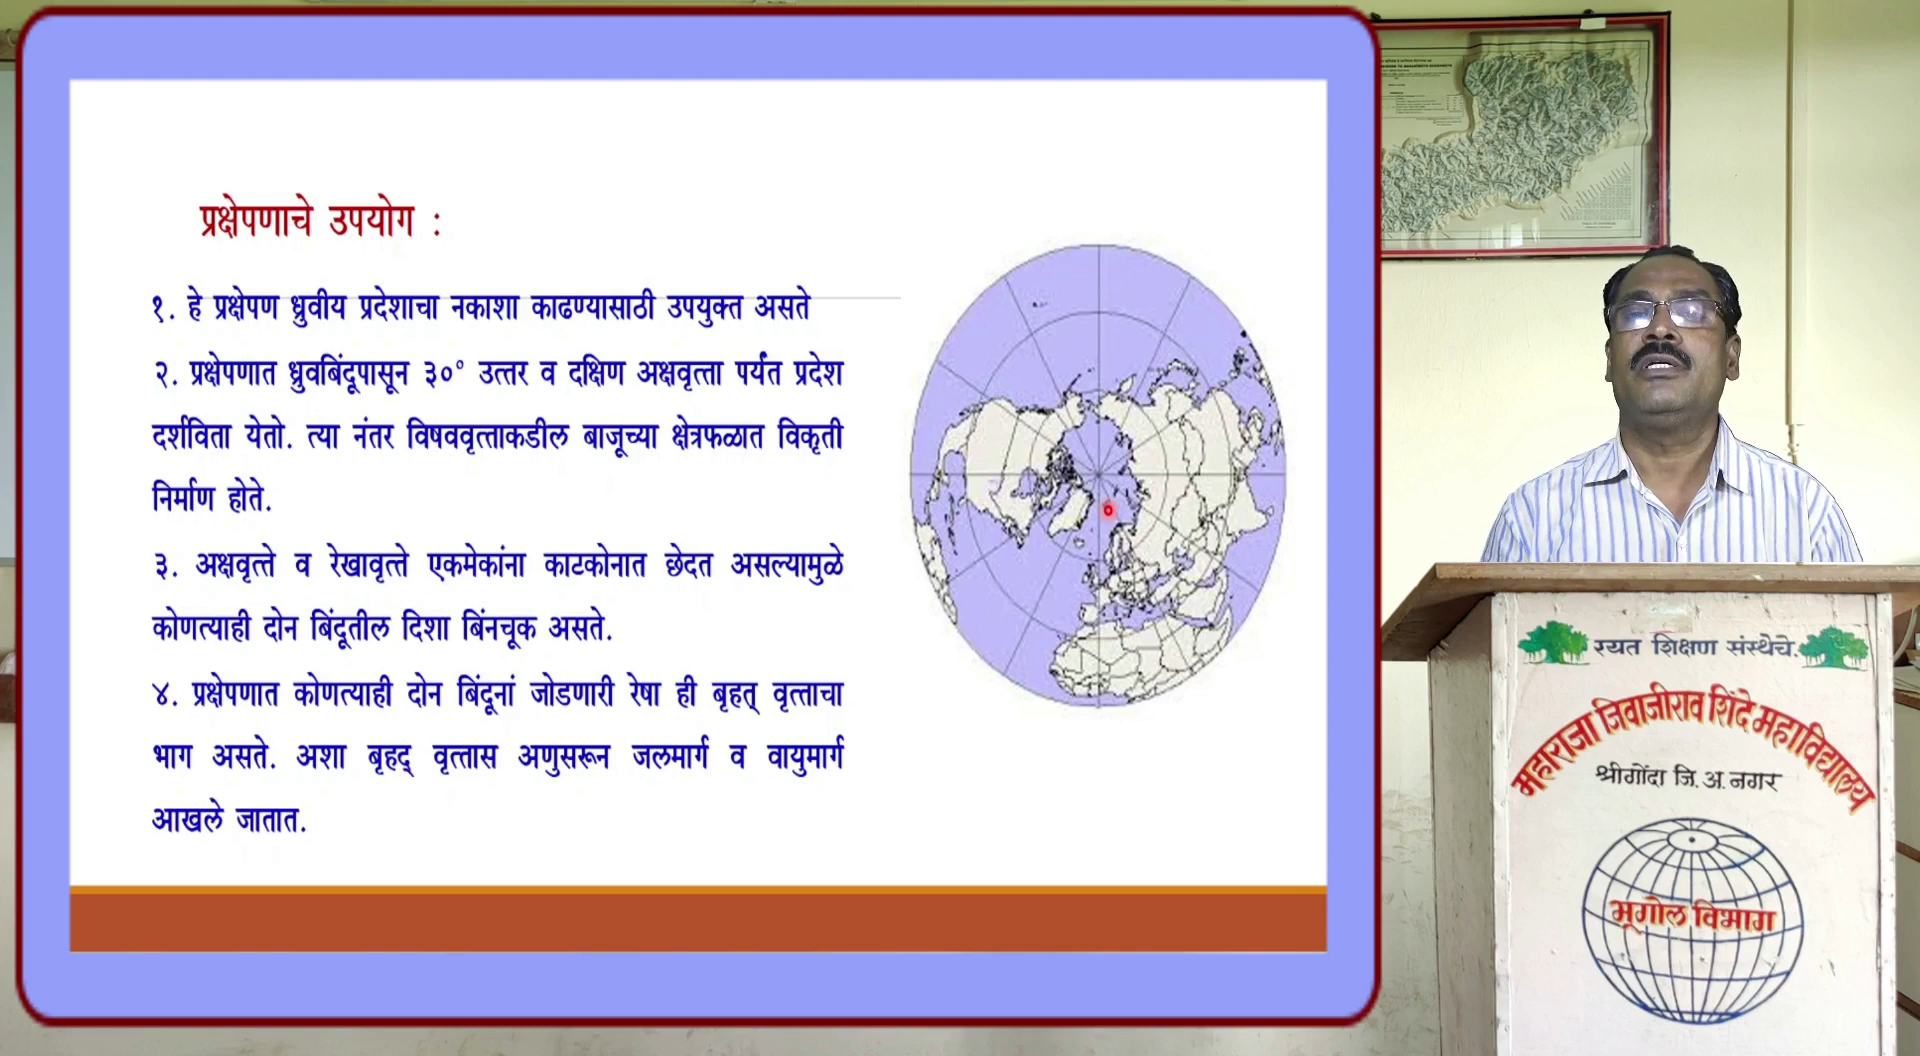 प्रक्षेपणाचे उपयोग :
१. हे प्रक्षेपण ध्रुवीय प्रदेशाचा नकाशा काढण्यासाठी उपयुक्त असते
२. प्रक्षेपणात ध्रुवबिंदूपासून ३०° उत्तर व दक्षिण अक्षवृत्ता पर्यंत प्रदेश
दर्शविता येतो. त्या नंतर विषववृत्ताकडील बाजूच्या क्षेत्रफळात विकृती
निर्माण होते.
३. अक्षवृत्ते व रेखावृत्ते एकमेकांना काटकोनात छेदत असल्यामुळे
कोणत्याही दोन बिंदूतील दिशा बिंनचूक असते.
४. प्रक्षेपणात कोणत्याही दोन बिंदूनां जोडणारी रेषा ही बृहत् वृत्ताचा
भाग असते. अशा बृहद् वृत्तास अणुसरून जलमार्ग व वायुमार्ग
आखले जातात.
रयत शिक्षण संस्थेचे.
महाराजा जिवाजीराव शिंदे महाविद्यालय
श्रीगोंदा जि. अ. नगर
भूगोल विभाग